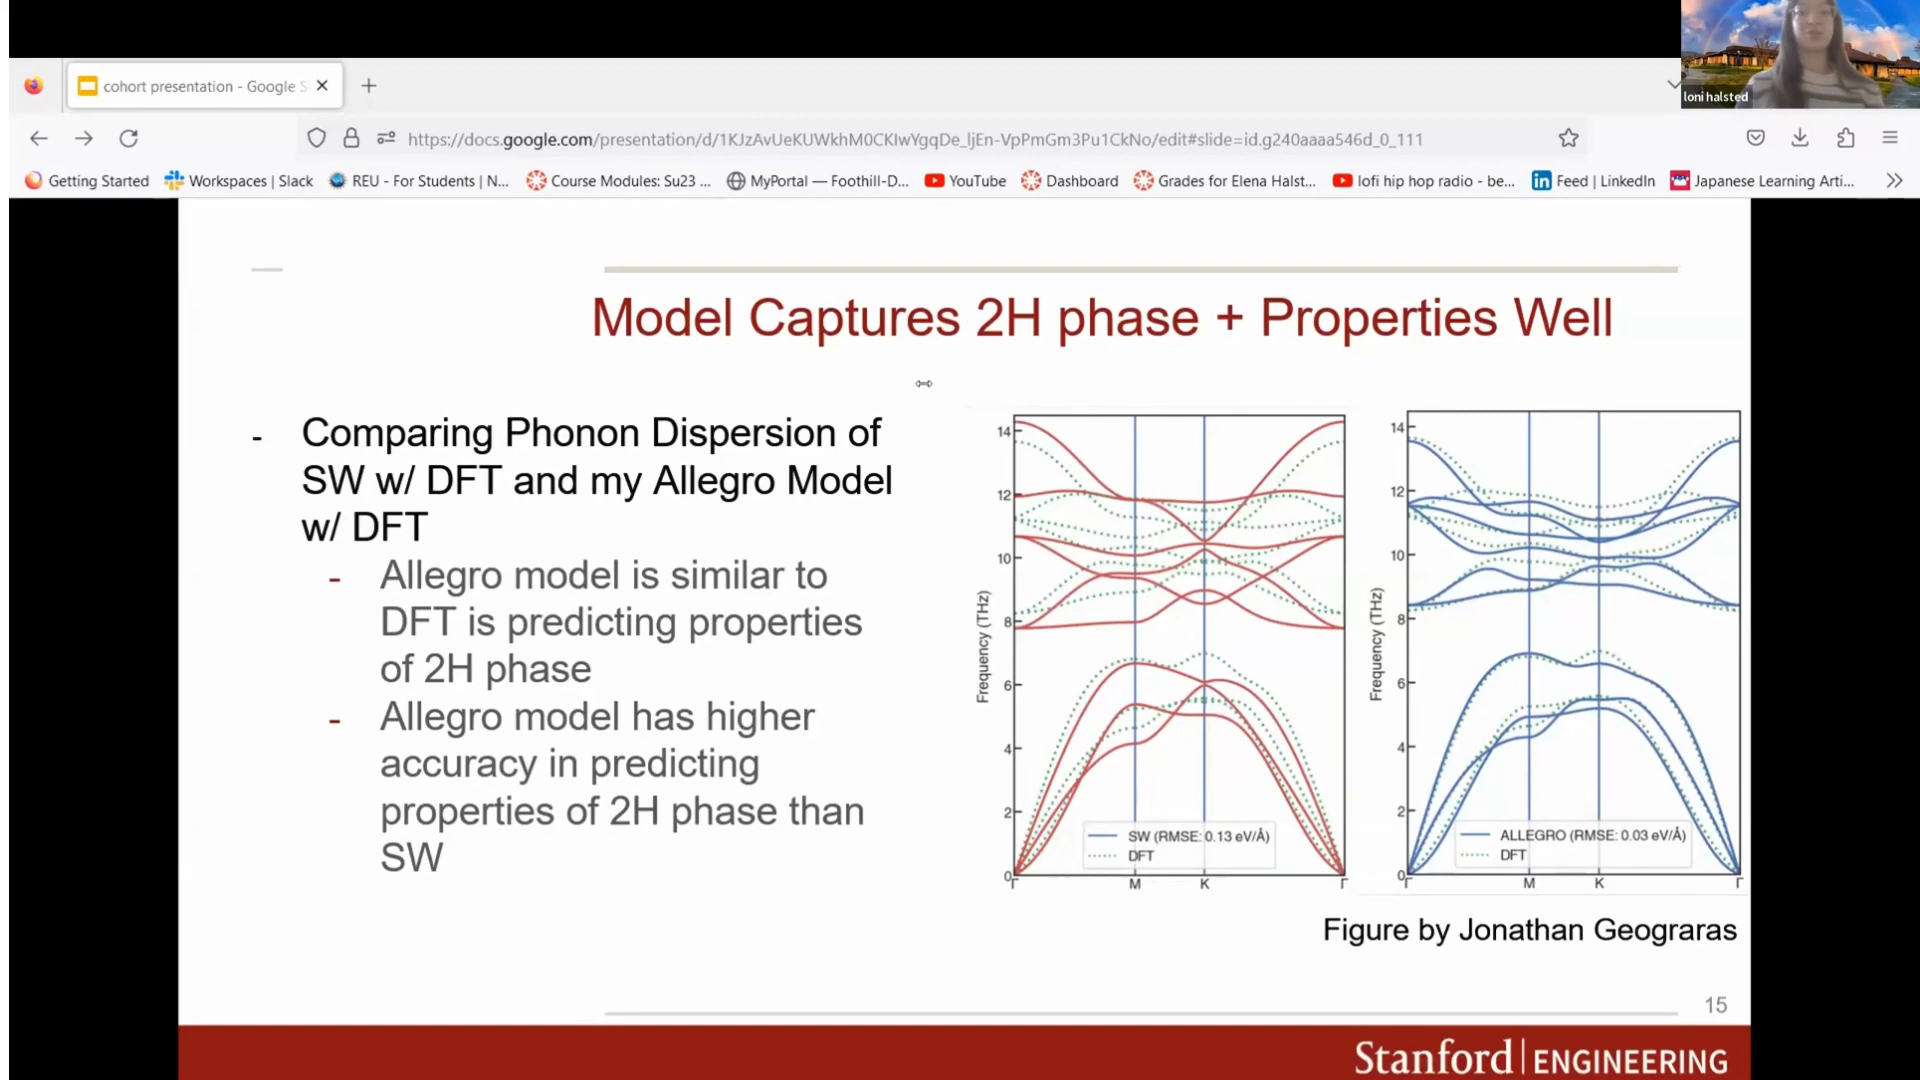 loni halsted
cohort presentation - Google S
https://docs.google.com/presentation/d/1KJzAvUeKUWkhM0CKIwYgqDe_ljEn-VpPmGm3Pu1CkNo/edit#slide=id.g240aaaa546d_0_111
Getting Started Workspaces | Slack REU - For Students | N... Course Modules: Su23 ... MyPortal — Foothill-D... YouTube Dashboard Grades for Elena Halst... lofi hip hop radio - be... Feed | LinkedIn Japanese Learning Arti...
Model Captures 2H phase + Properties Well
- Comparing Phonon Dispersion of
SW w/ DFT and my Allegro Model
w/ DFT
- Allegro model is similar to
DFT is predicting properties
of 2H phase
- Allegro model has higher
accuracy in predicting
properties of 2H phase than
SW
Frequency (THz)
14
12
10
8
6
4
2
0
Γ M K Γ
SW (RMSE: 0.13 eV/Å)
DFT
Frequency (THz)
14
12
10
8
6
4
2
0
Γ M K Γ
ALLEGRO (RMSE: 0.03 eV/Å)
DFT
Figure by Jonathan Geograras
15
Stanford | ENGINEERING